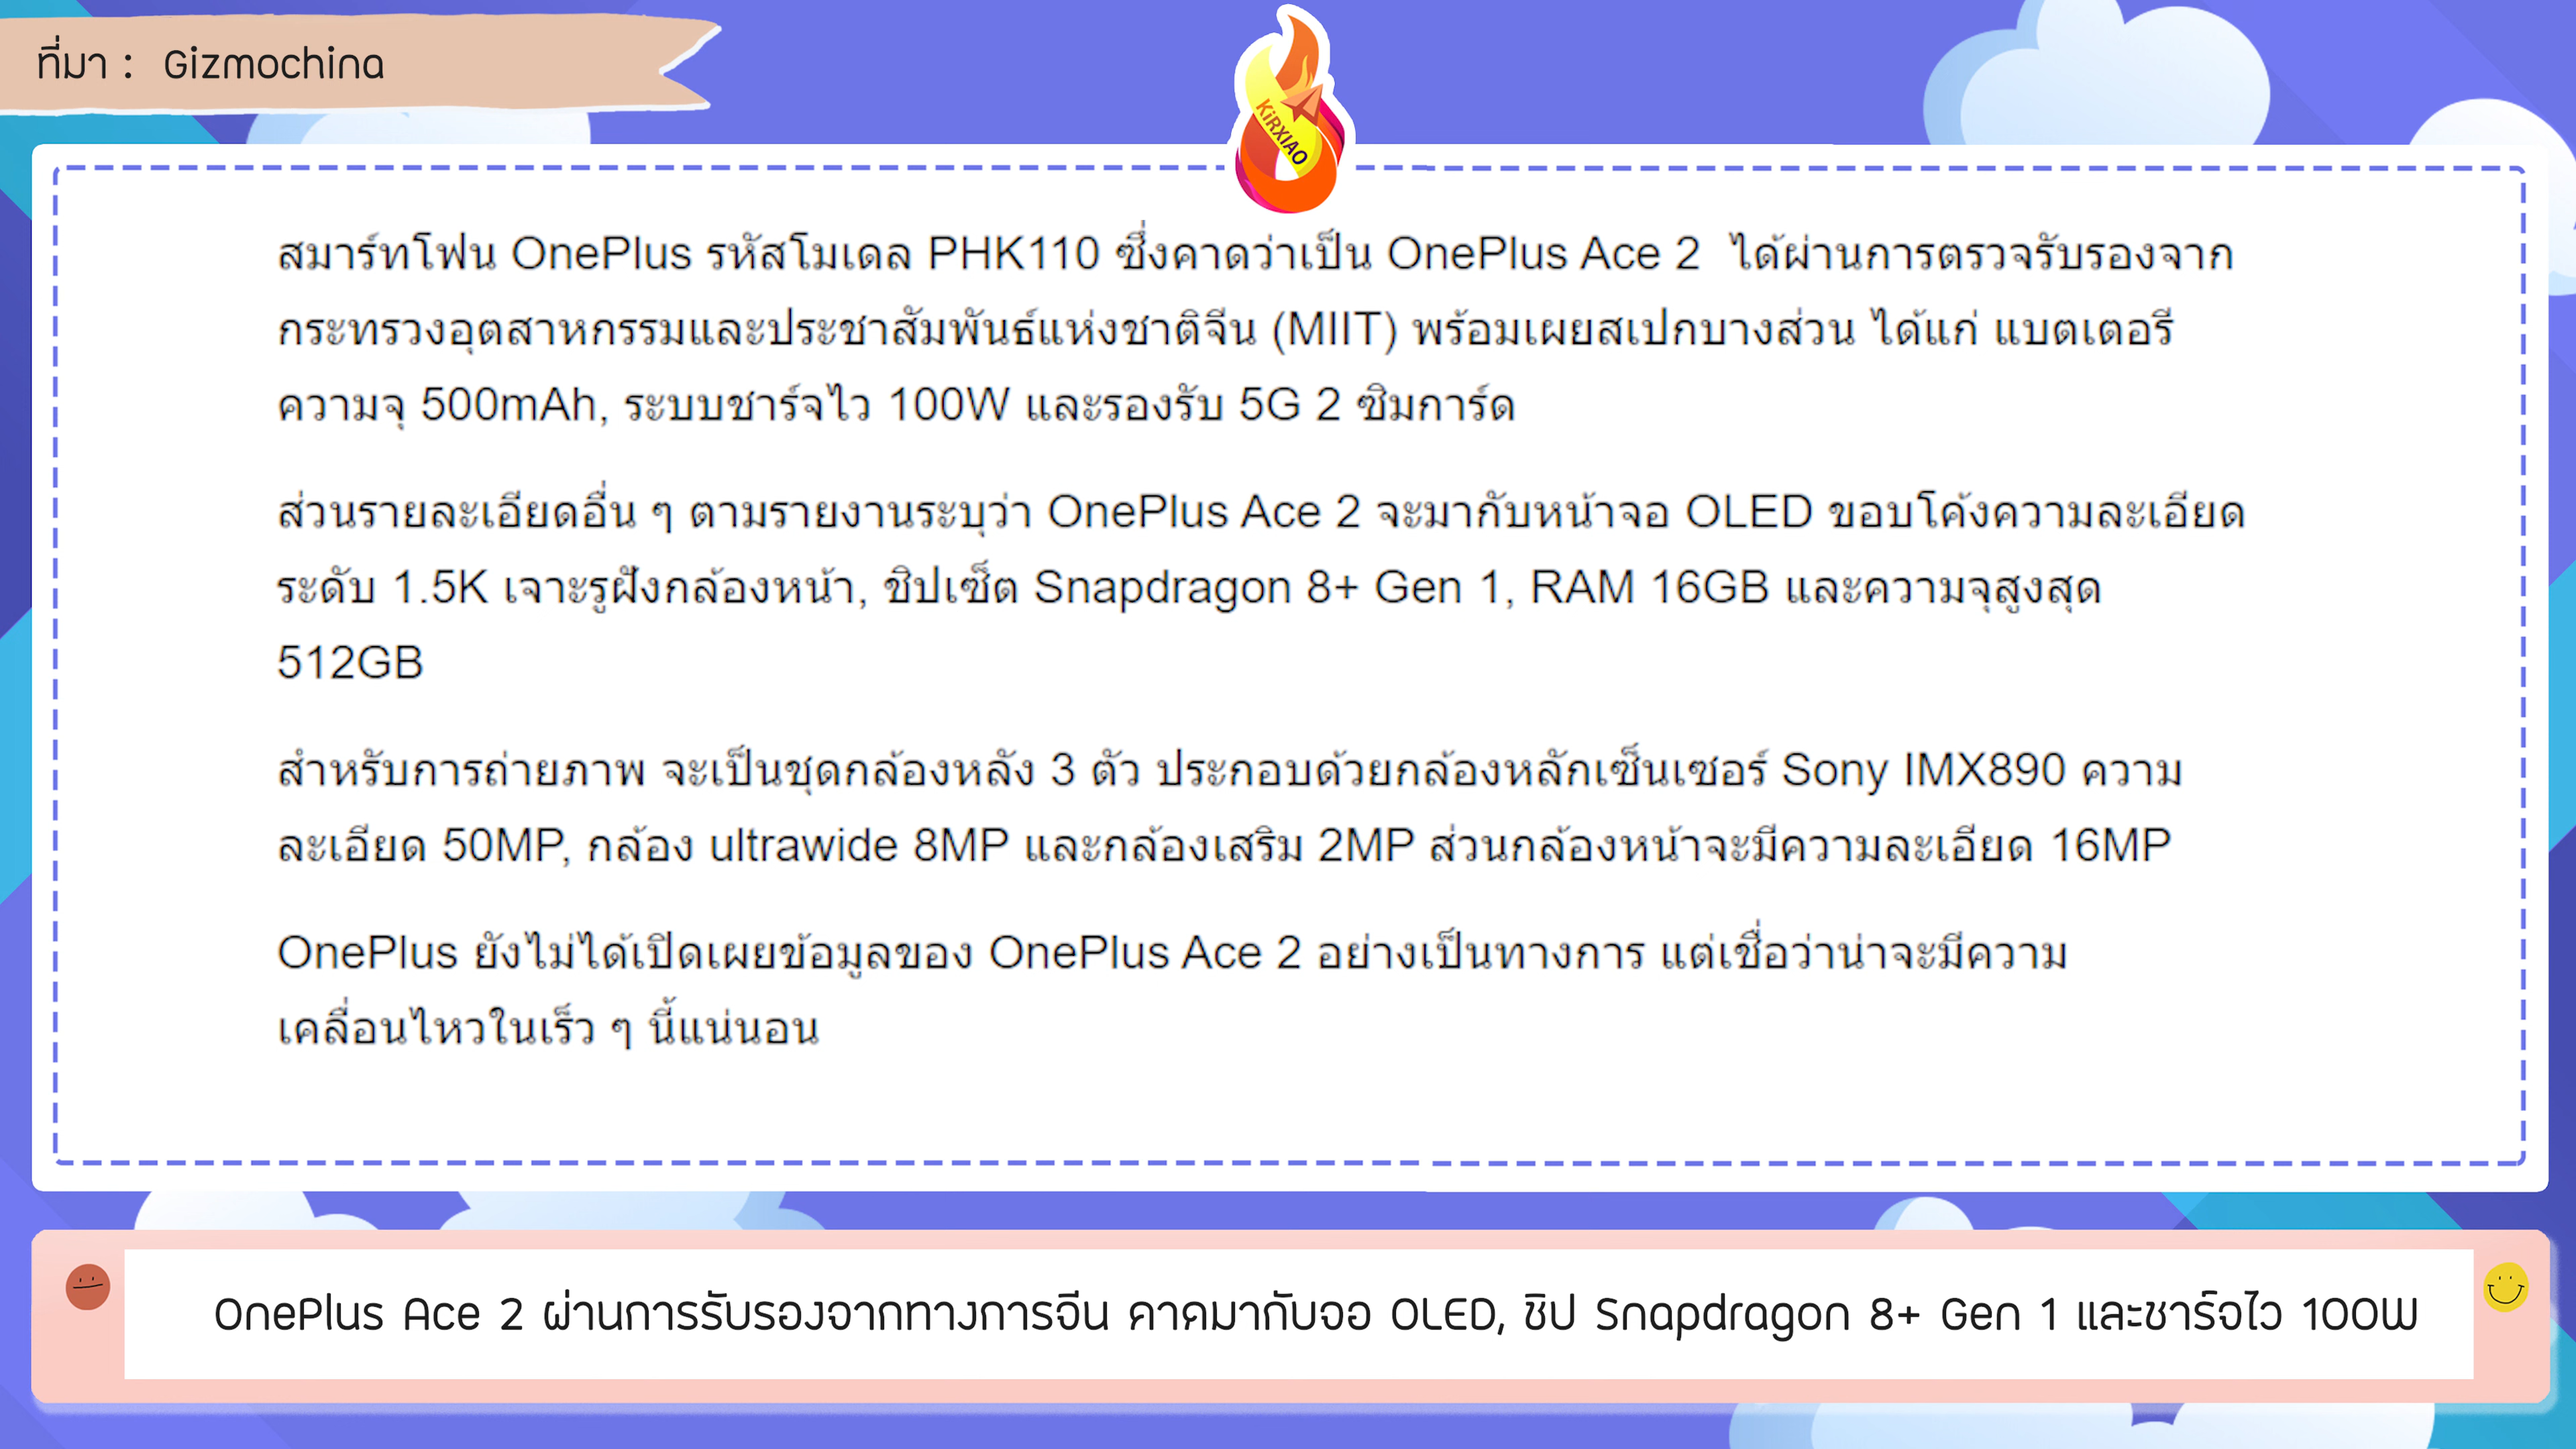 ที่มา : Gizmochina
KiRXIAO
สมาร์ทโฟน OnePlus รหัสโมเดล PHK110 ซึ่งคาดว่าเป็น OnePlus Ace 2 ได้ผ่านการตรวจรับรองจาก
กระทรวงอุตสาหกรรมและประชาสัมพันธ์แห่งชาติจีน (MIIT) พร้อมเผยสเปกบางส่วน ได้แก่ แบตเตอรี
ความจุ 500mAh, ระบบชาร์จไว 100W และรองรับ 5G 2 ซิมการ์ด
ส่วนรายละเอียดอื่น ๆ ตามรายงานระบุว่า OnePlus Ace 2 จะมากับหน้าจอ OLED ขอบโค้งความละเอียด
ระดับ 1.5K เจาะรูฝังกล้องหน้า, ชิปเซ็ต Snapdragon 8+ Gen 1, RAM 16GB และความจุสูงสุด
512GB
สำหรับการถ่ายภาพ จะเป็นชุดกล้องหลัง 3 ตัว ประกอบด้วยกล้องหลักเซ็นเซอร์ Sony IMX890 ความ
ละเอียด 50MP, กล้อง ultrawide 8MP และกล้องเสริม 2MP ส่วนกล้องหน้าจะมีความละเอียด 16MP
OnePlus ยังไม่ได้เปิดเผยข้อมูลของ OnePlus Ace 2 อย่างเป็นทางการ แต่เชื่อว่าน่าจะมีความ
เคลื่อนไหวในเร็ว ๆ นี้แน่นอน
OnePlus Ace 2 ผ่านการรับรองจากทางการจีน คาดมากับจอ OLED, ชิป Snapdragon 8+ Gen 1 และชาร์จไว 100W